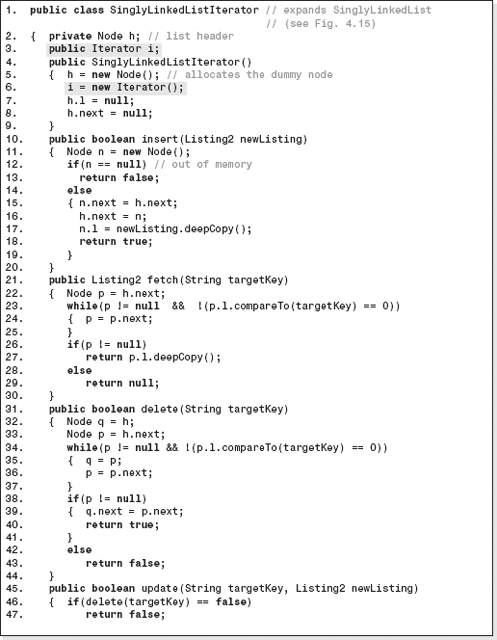 1. public class SinglyLinkedListIterator // expands SinglyLinkedList
// (see Fig. 4.15)
2. { private Node h; // list header
3. public Iterator i;
4. public SinglyLinkedListIterator()
5. { h = new Node(); // allocates the dummy node
6. i = new Iterator();
7. h.l = null;
8. h.next = null;
9. }
10. public boolean insert(Listing2 newListing)
11. { Node n = new Node();
12. if(n == null) // out of memory
13. return false;
14. else
15. { n.next = h.next;
16. h.next = n;
17. n.l = newListing.deepCopy();
18. return true;
19. }
20. }
21. public Listing2 fetch(String targetKey)
22. { Node p = h.next;
23. while(p != null && !(p.l.compareTo(targetKey) == 0))
24. { p = p.next;
25. }
26. if(p != null)
27. return p.l.deepCopy();
28. else
29. return null;
30. }
31. public boolean delete(String targetKey)
32. { Node q = h;
33. Node p = h.next;
34. while(p != null && !(p.l.compareTo(targetKey) == 0))
35. { q = p;
36. p = p.next;
37. }
38. if(p != null)
39. { q.next = p.next;
40. return true;
41. }
42. else
43. return false;
44. }
45. public boolean update(String targetKey, Listing2 newListing)
46. { if(delete(targetKey) == false)
47. return false;